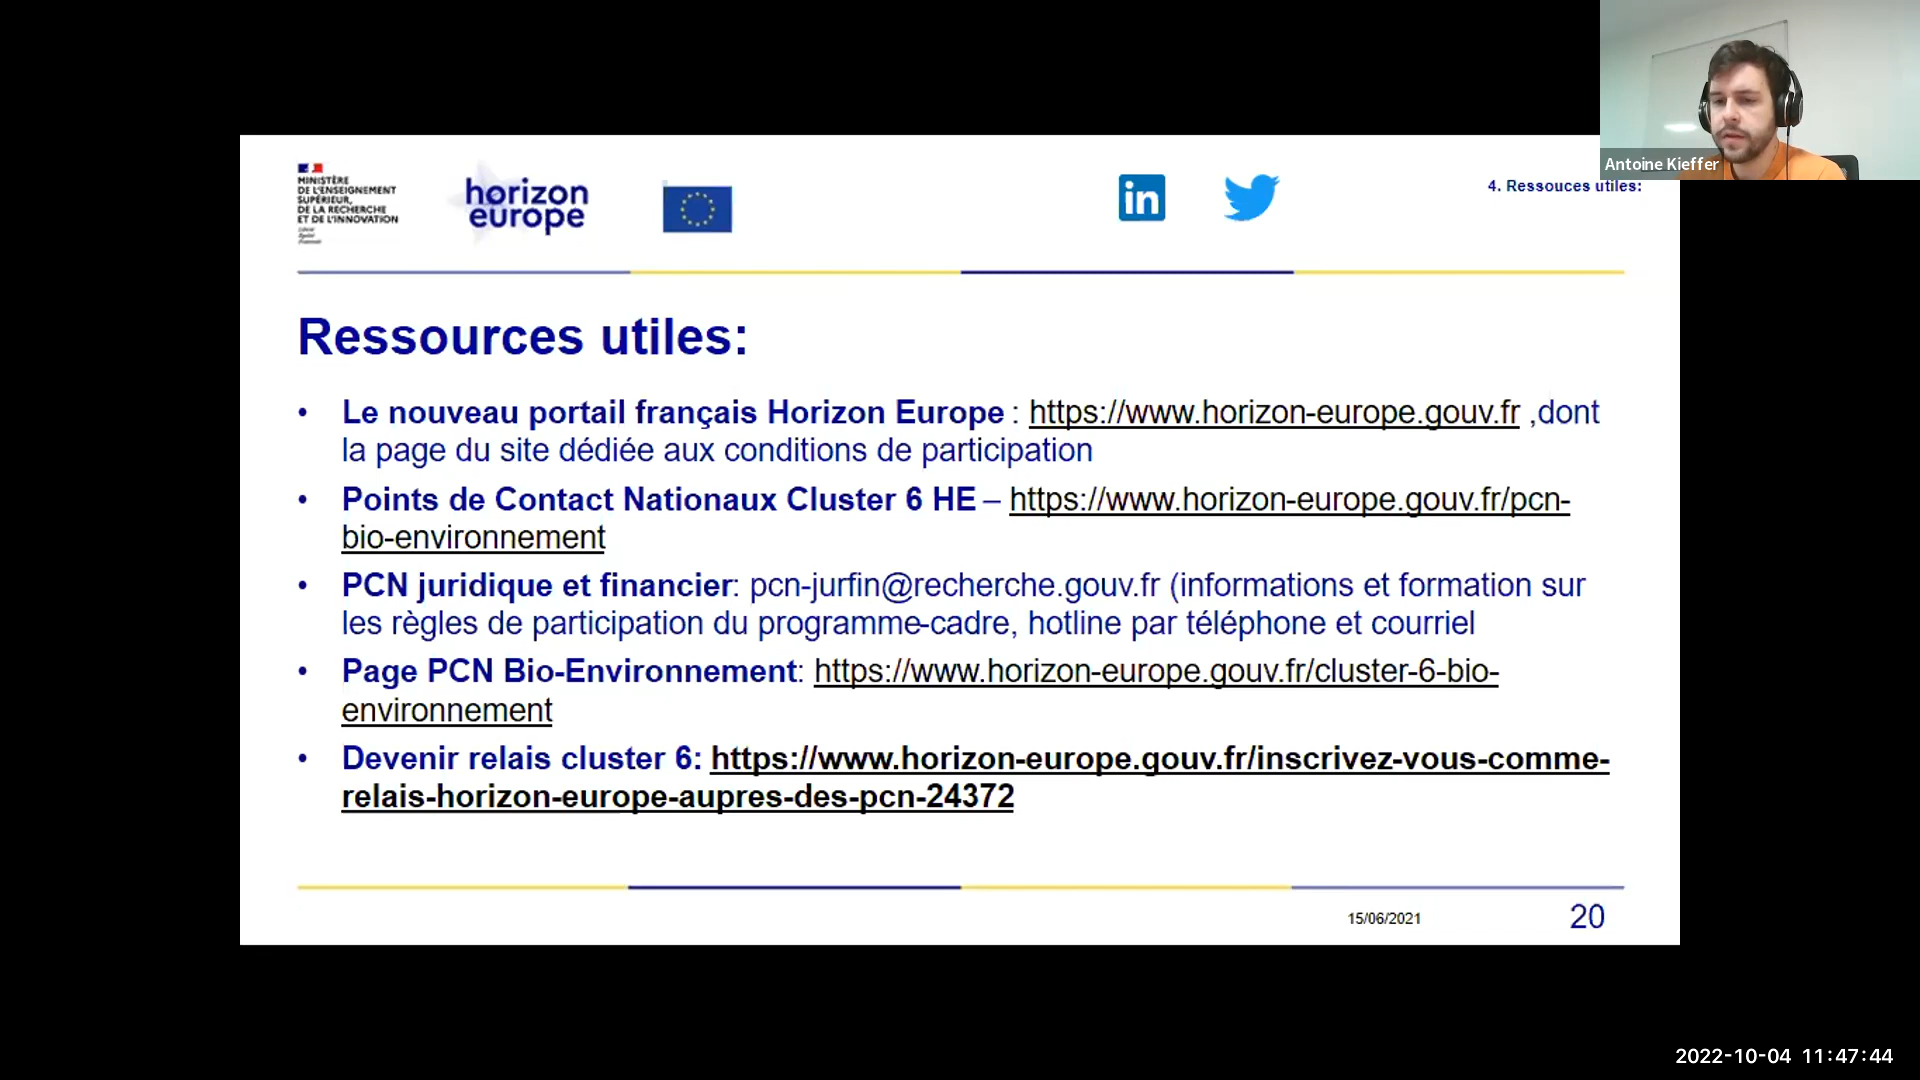 Antoine Kieffer
MINISTÈRE
DE L'ENSEIGNEMENT
SUPÉRIEUR,
DE LA RECHERCHE
ET DE L'INNOVATION
horizon
europe
in
4. Ressouces utiles:
Ressources utiles:
• Le nouveau portail français Horizon Europe : https://www.horizon-europe.gouv.fr ,dont
la page du site dédiée aux conditions de participation
• Points de Contact Nationaux Cluster 6 HE – https://www.horizon-europe.gouv.fr/pcn-
bio-environnement
• PCN juridique et financier: pcn-jurfin@recherche.gouv.fr (informations et formation sur
les règles de participation du programme-cadre, hotline par téléphone et courriel
• Page PCN Bio-Environnement: https://www.horizon-europe.gouv.fr/cluster-6-bio-
environnement
• Devenir relais cluster 6: https://www.horizon-europe.gouv.fr/inscrivez-vous-comme-
relais-horizon-europe-aupres-des-pcn-24372
15/06/2021
20
2022-10-04 11:47:44